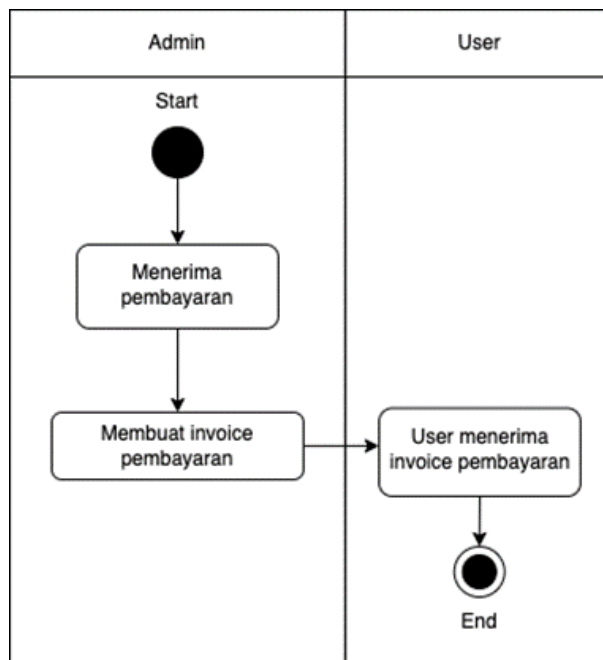 Admin
User
Start
Menerima
pembayaran
Membuat invoice
pembayaran
User menerima
invoice pembayaran
End